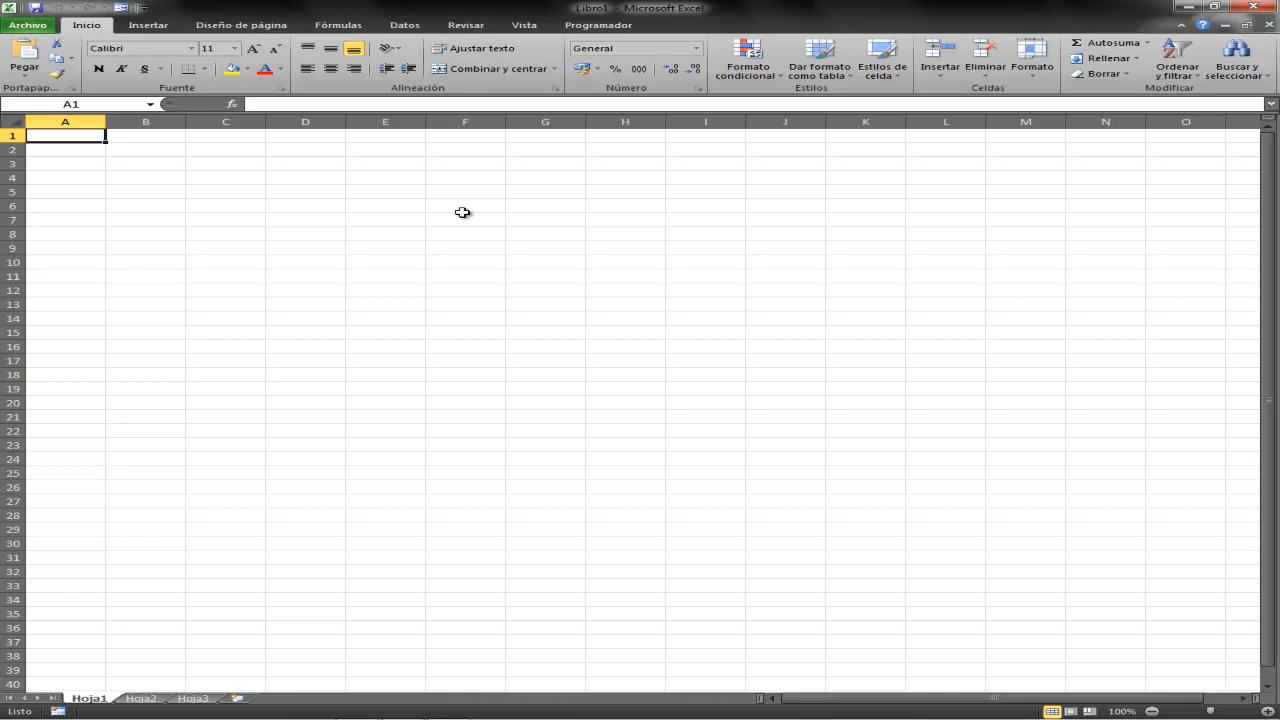 Libro1 - Microsoft Excel
Archivo Inicio Insertar Diseño de página Fórmulas Datos Revisar Vista Programador
Pegar
Calibri 11
N K S
Ajustar texto
Combinar y centrar
General
% 000
Formato condicional
Dar formato como tabla
Estilos de celda
Insertar Eliminar Formato
Σ Autosuma
Rellenar
Borrar
Ordenar y filtrar
Buscar y seleccionar
Portapap... Fuente Alineación Número Estilos Celdas Modificar
A1 fx
A B C D E F G H I J K L M N O
1
2
3
4
5
6
7
8
9
10
11
12
13
14
15
16
17
18
19
20
21
22
23
24
25
26
27
28
29
30
31
32
33
34
35
36
37
38
39
40
Hoja1 Hoja2 Hoja3
Listo 100%